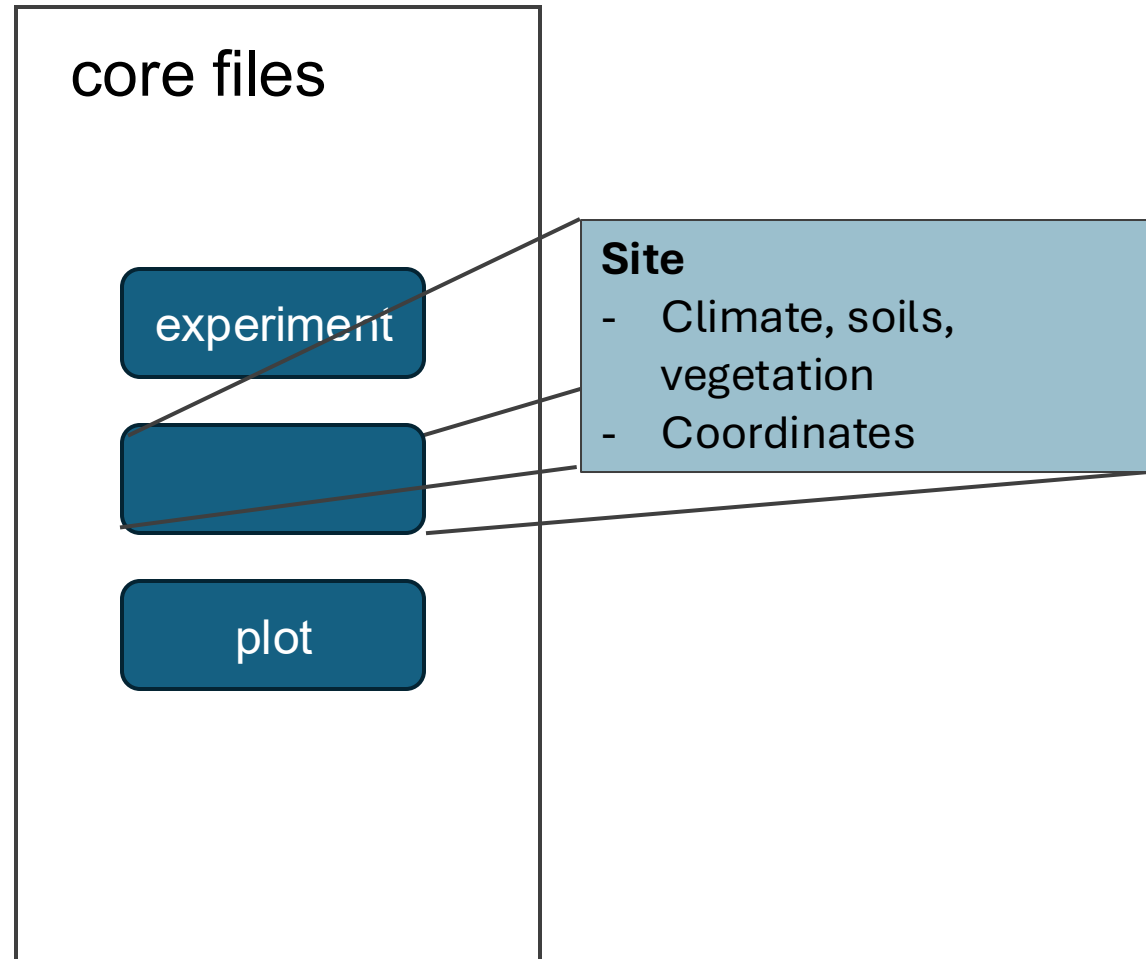 core files
experiment
Site
- Climate, soils,
vegetation
- Coordinates
plot